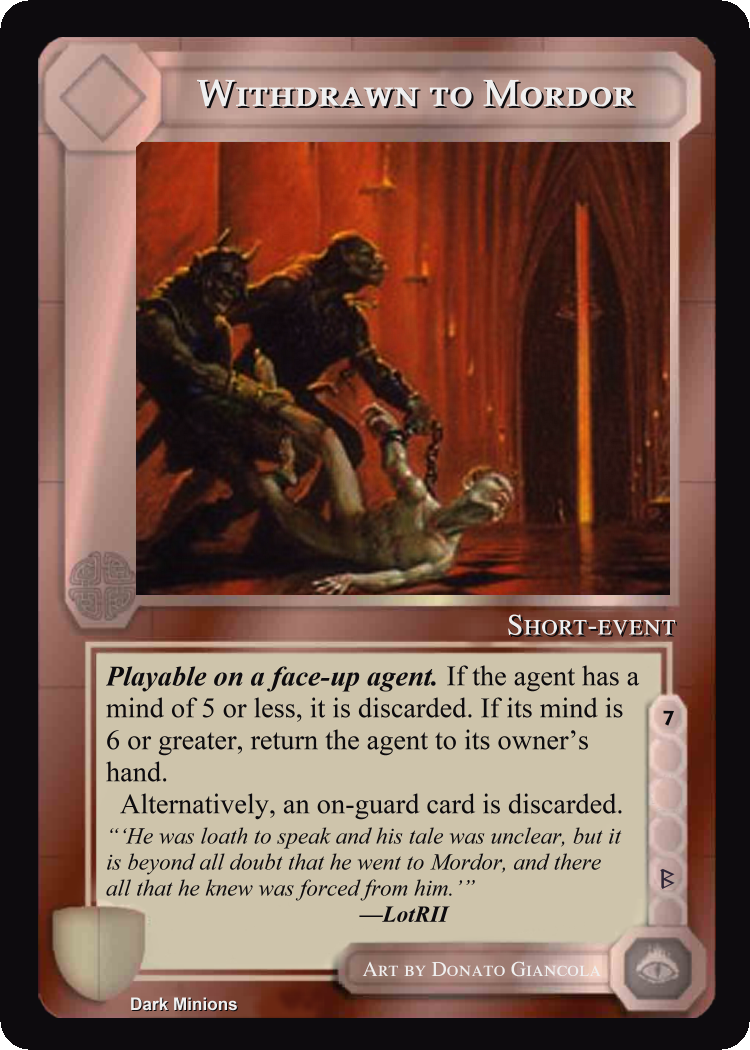 Withdrawn to Mordor
Short-event
Playable on a face-up agent. If the agent has a
mind of 5 or less, it is discarded. If its mind is
6 or greater, return the agent to its owner's
hand.
Alternatively, an on-guard card is discarded.
“‘He was loath to speak and his tale was unclear, but it
is beyond all doubt that he went to Mordor, and there
all that he knew was forced from him.’”
—LotRII
7
ᛒ
Art by Donato Giancola
Dark Minions